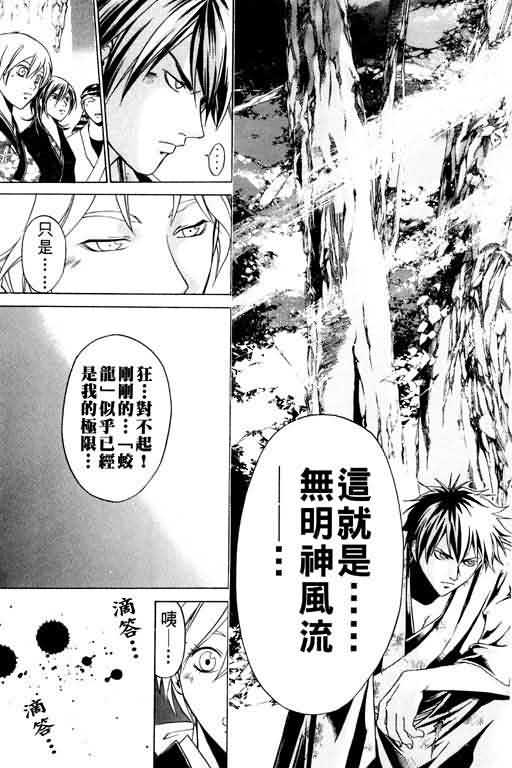 這就是……
無明神風流
———…
…
只是……
狂…對不起！
剛剛的…「蛟
龍」似乎已經
是我的極限…
咦——…
滴答…
滴答…